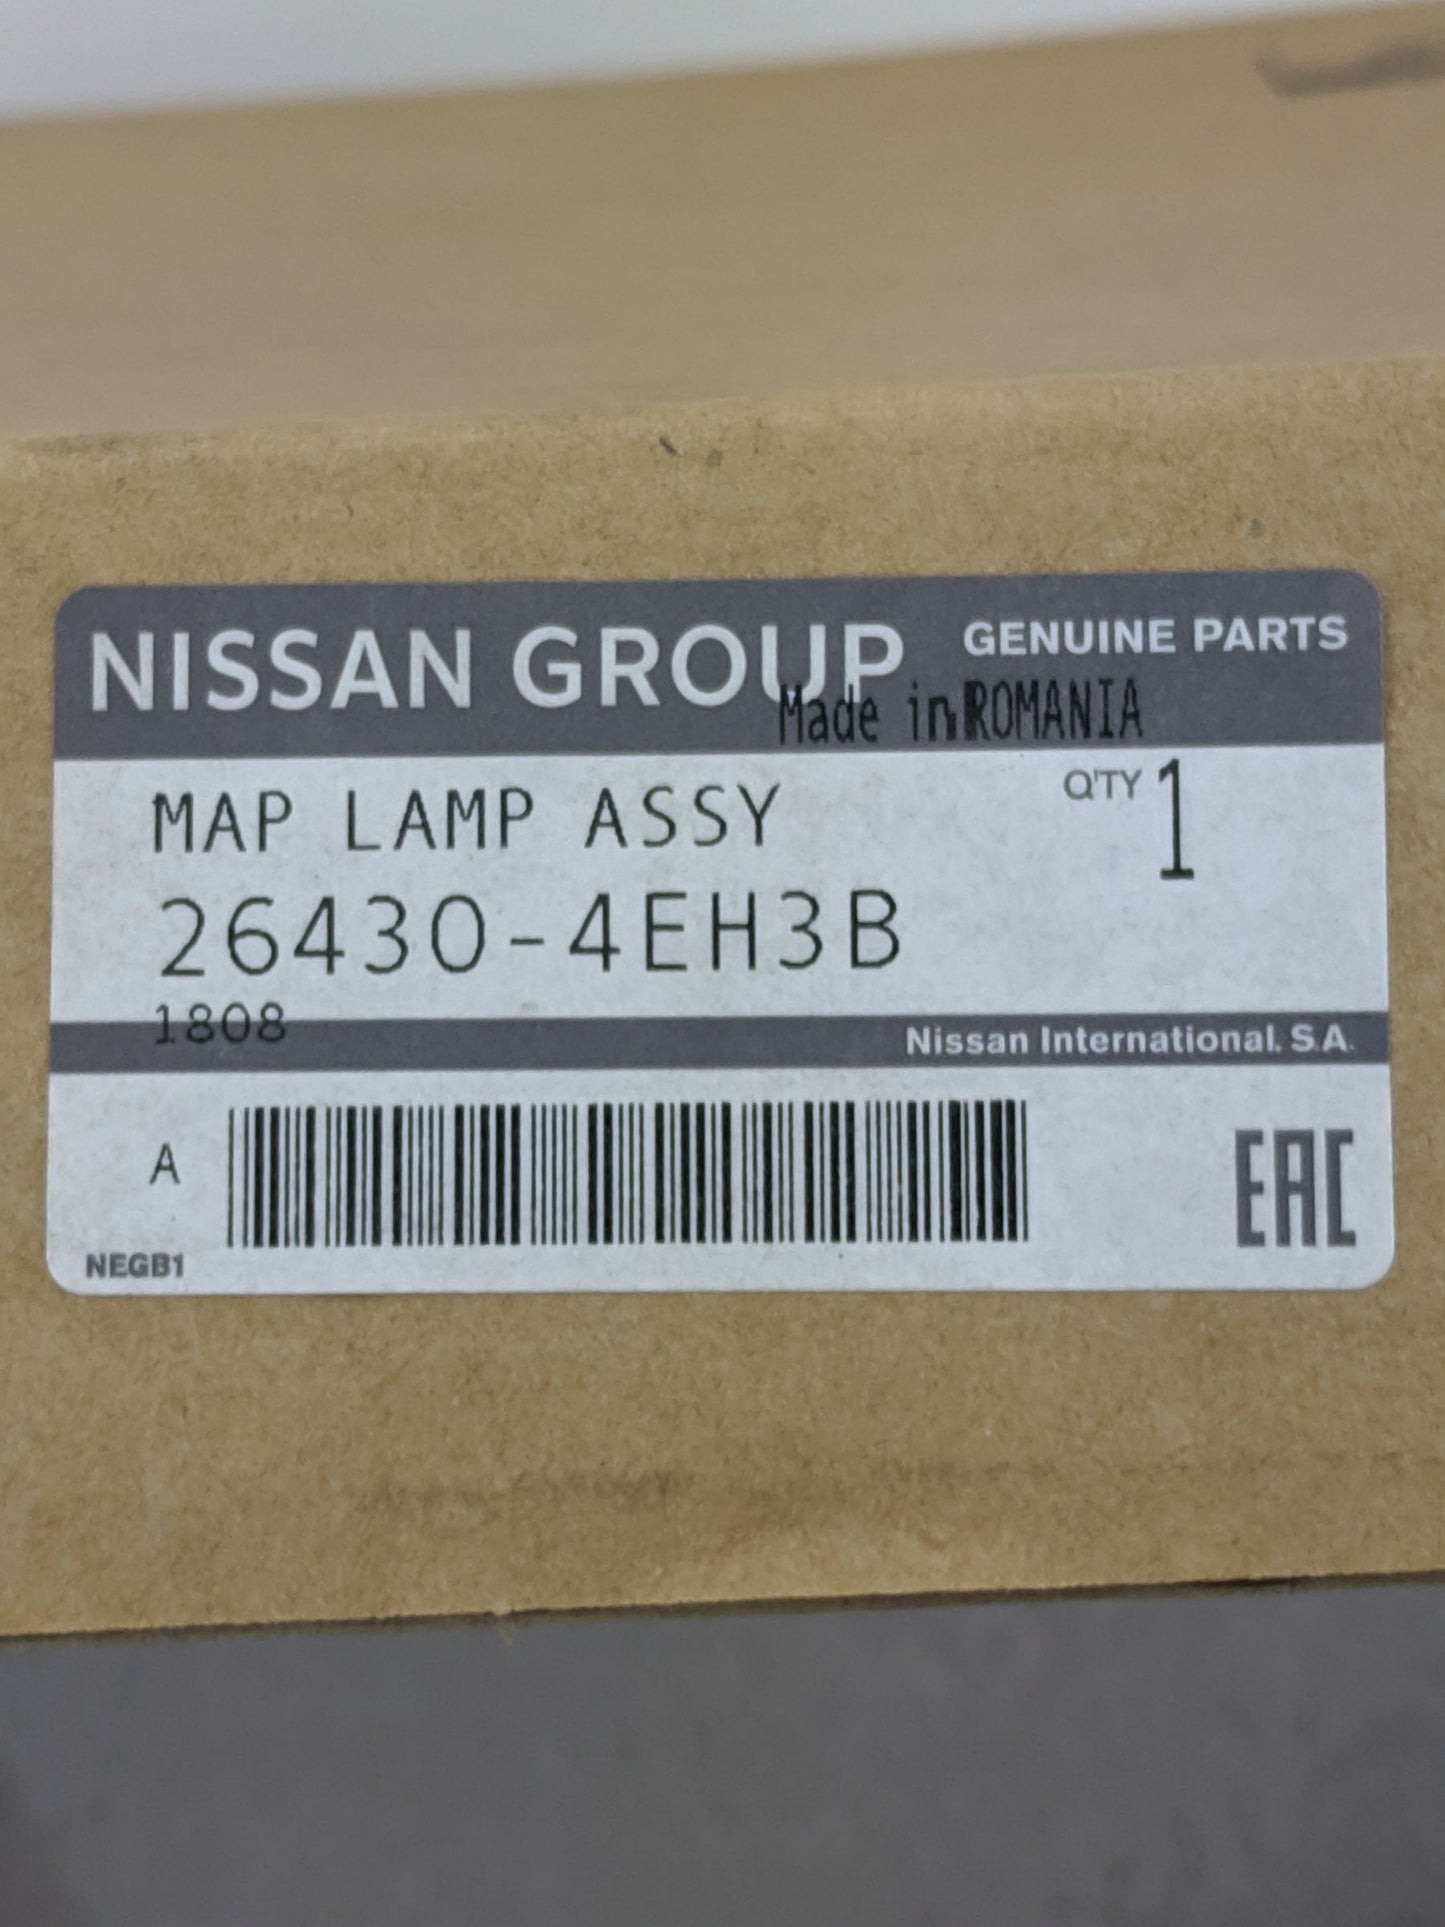 NISSAN GROUP GENUINE PARTS
Made in ROMANIA
MAP LAMP ASSY Q'TY 1
26430-4EH3B
1808
Nissan International. S.A.
A
EAC
NEGB1